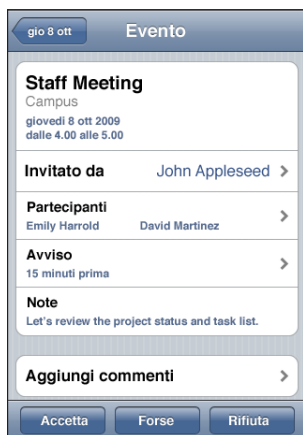 gio 8 ott Evento
Staff Meeting
Campus
giovedì 8 ott 2009
dalle 4.00 alle 5.00
Invitato da John Appleseed
Partecipanti
Emily Harrold David Martinez
Avviso
15 minuti prima
Note
Let's review the project status and task list.
Aggiungi commenti
Accetta Forse Rifiuta